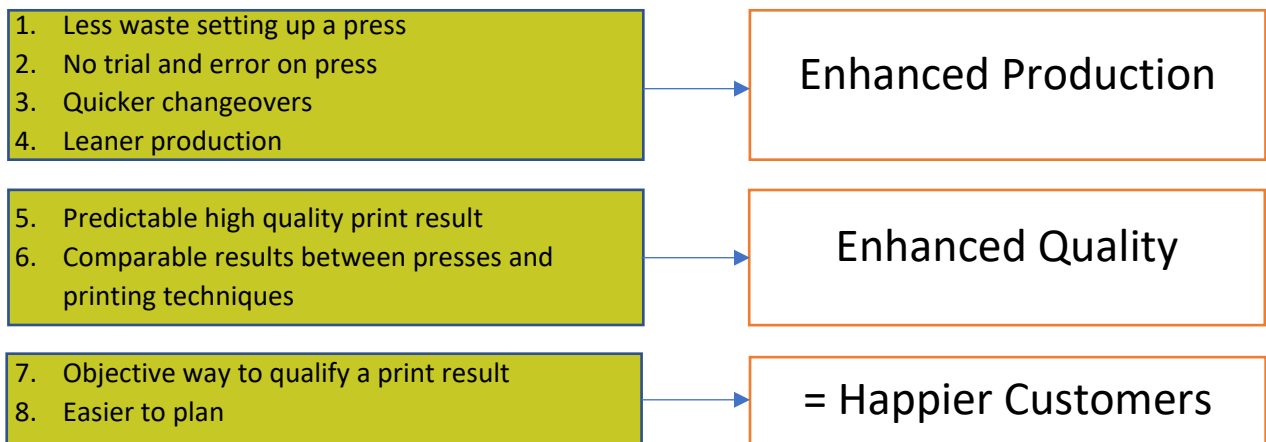 1. Less waste setting up a press
2. No trial and error on press
3. Quicker changeovers
4. Leaner production
Enhanced Production
5. Predictable high quality print result
6. Comparable results between presses and
printing techniques
Enhanced Quality
7. Objective way to qualify a print result
8. Easier to plan
= Happier Customers